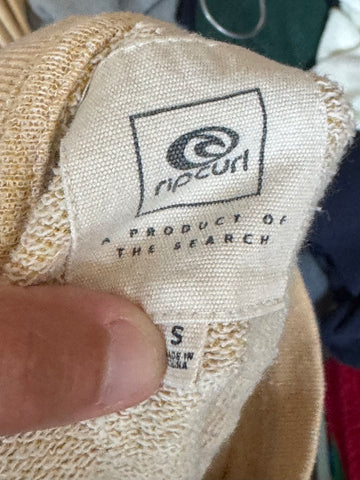 ripcurl
A PRODUCT OF
THE SEARCH
S
MADE IN
CHINA